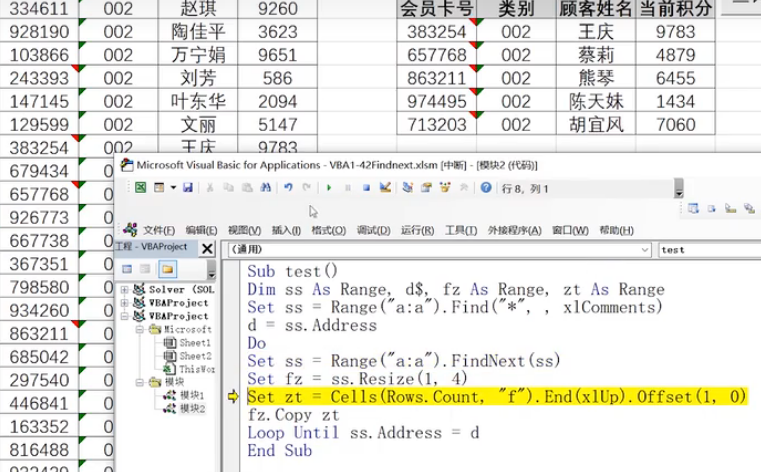 334611 002 赵琪 9260 会员卡号 类别 顾客姓名 当前积分
928190 002 陶佳平 3623 383254 002 王庆 9783
103866 002 万宁娟 9651 657768 002 蔡莉 4879
243393 002 刘芳 586 863211 002 熊琴 6455
147145 002 叶东华 2094 974495 002 陈天妹 1434
129599 002 文丽 5147 713203 002 胡宜风 7060
383254 002 王庆 9783
679434
657768
926773
667738
367351
798580
934260
863211
685042
297540
446841
163352
816488
Microsoft Visual Basic for Applications - VBA1-42Findnext.xlsm [中断] - [模块2 (代码)]
行 8, 列 1
文件(F) 编辑(E) 视图(V) 插入(I) 格式(O) 调试(D) 运行(R) 工具(T) 外接程序(A) 窗口(W) 帮助(H)
工程 - VBAProject
(通用) test
Solver (SOL
VBAProject
VBAProject
Microsoft
Sheet1
Sheet2
ThisWor
模块
模块1
模块2
Sub test()
Dim ss As Range, d$, fz As Range, zt As Range
Set ss = Range("a:a").Find("*", , xlComments)
d = ss.Address
Do
Set ss = Range("a:a").FindNext(ss)
Set fz = ss.Resize(1, 4)
Set zt = Cells(Rows.Count, "f").End(xlUp).Offset(1, 0)
fz.Copy zt
Loop Until ss.Address = d
End Sub